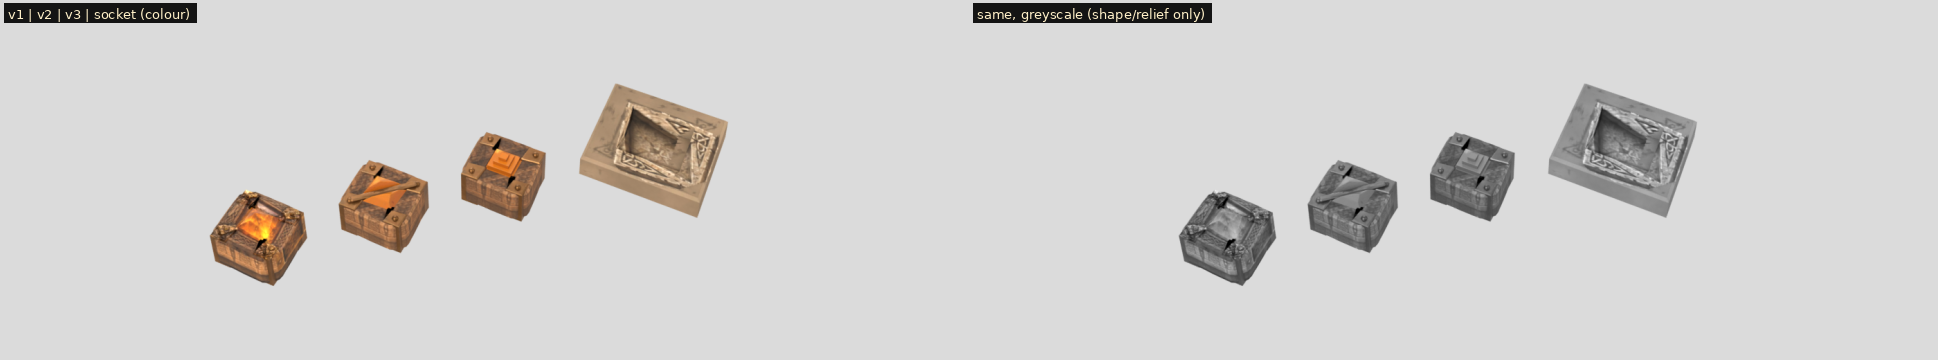 v1 | v2 | v3 | socket (colour)
same, greyscale (shape/relief only)